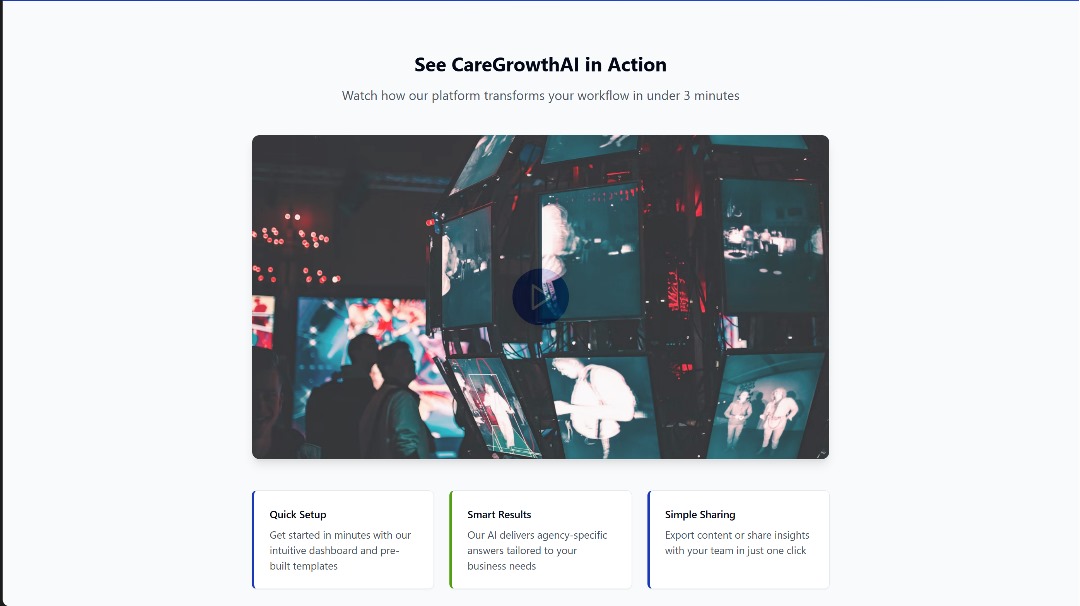 See CareGrowthAI in Action
Watch how our platform transforms your workflow in under 3 minutes
Quick Setup
Get started in minutes with our
intuitive dashboard and pre-
built templates
Smart Results
Our AI delivers agency-specific
answers tailored to your
business needs
Simple Sharing
Export content or share insights
with your team in just one click